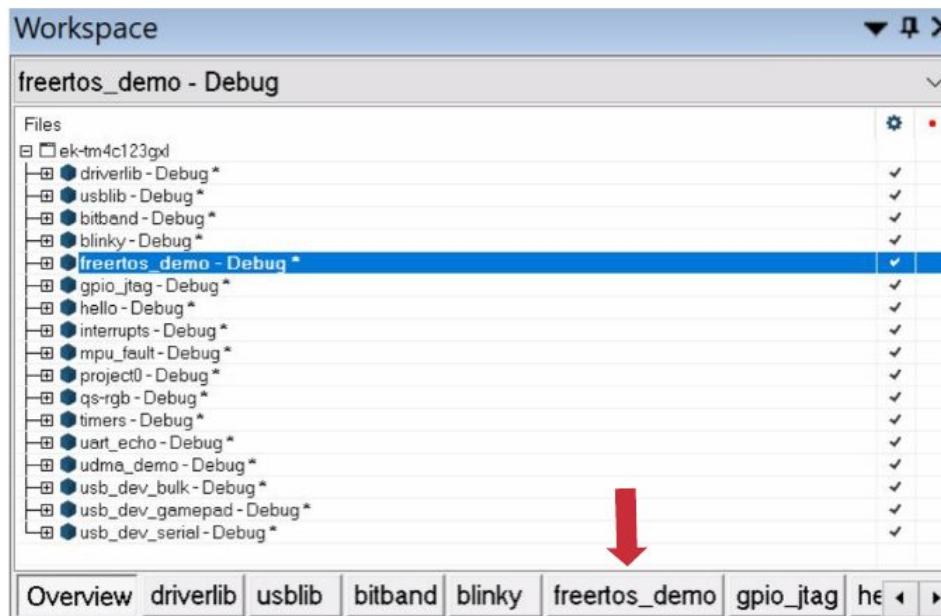 Workspace
freertos_demo - Debug
Files
ek-tm4c123gxl
driverlib - Debug *
usblib - Debug *
bitband - Debug *
blinky - Debug *
freertos_demo - Debug *
gpio_jtag - Debug *
hello - Debug *
interrupts - Debug *
mpu_fault - Debug *
project0 - Debug *
qs-rgb - Debug *
timers - Debug *
uart_echo - Debug *
udma_demo - Debug *
usb_dev_bulk - Debug *
usb_dev_gamepad - Debug *
usb_dev_serial - Debug *
Overview driverlib usblib bitband blinky freertos_demo gpio_jtag he